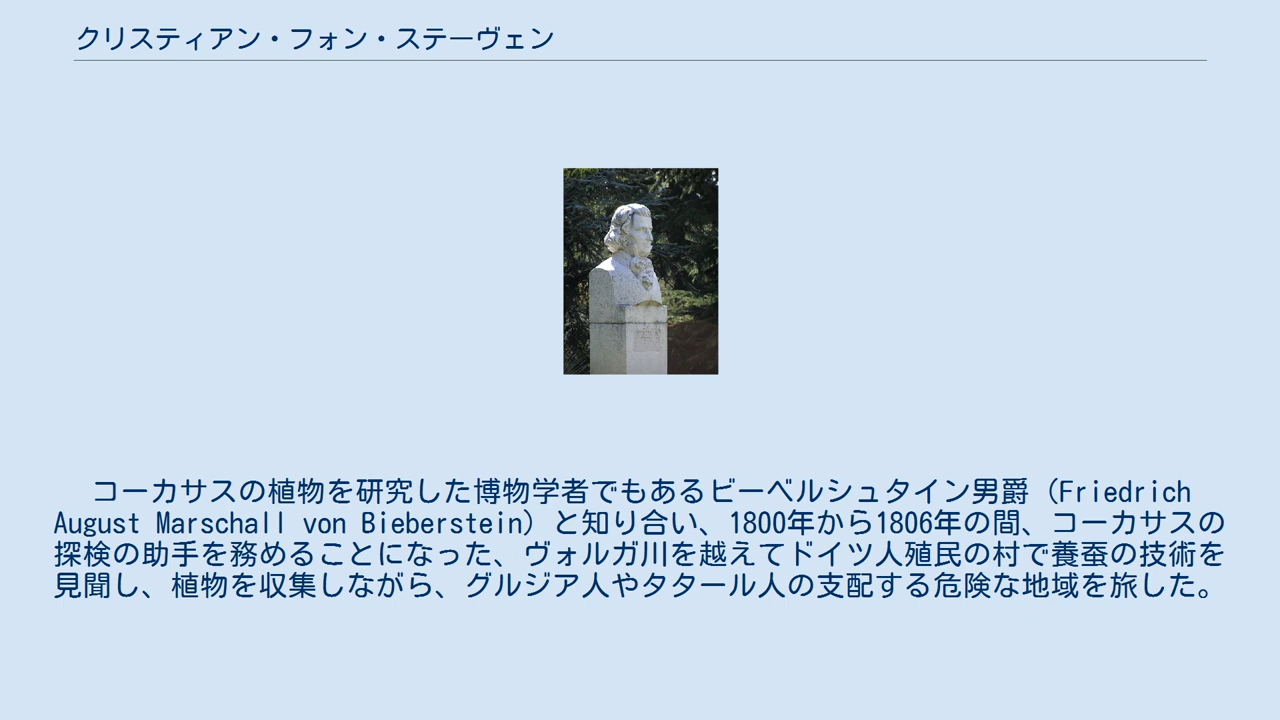 クリスティアン・フォン・ステーヴェン
コーカサスの植物を研究した博物学者でもあるビーベルシュタイン男爵（Friedrich
August Marschall von Bieberstein）と知り合い、1800年から1806年の間、コーカサスの
探検の助手を務めることになった、ヴォルガ川を越えてドイツ人殖民の村で養蚕の技術を
見聞し、植物を収集しながら、グルジア人やタタール人の支配する危険な地域を旅した。